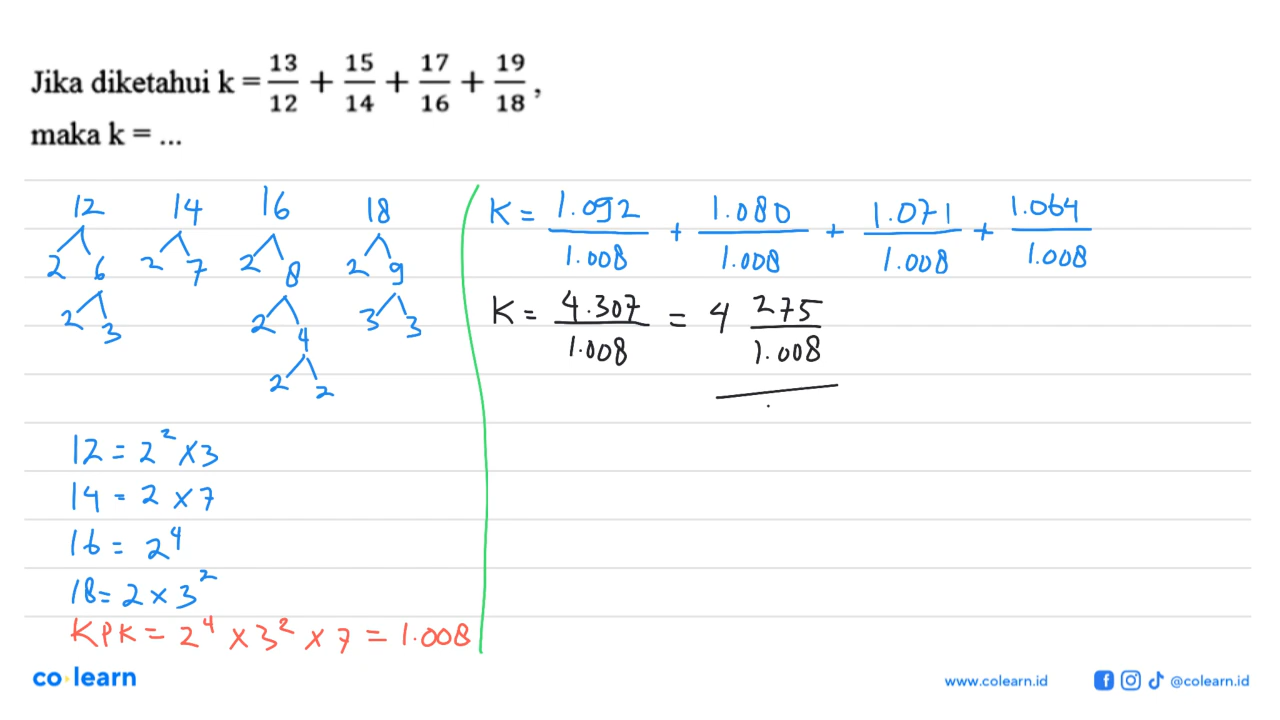 Jika diketahui k = 13/12 + 15/14 + 17/16 + 19/18 ,
maka k = ...
12 14 16 18
2 6 2 7 2 8 2 9
2 3 2 4 3 3
2 2
12 = 2² × 3
14 = 2 × 7
16 = 2⁴
18 = 2 × 3²
KPK = 2⁴ × 3² × 7 = 1.008
K = 1.092/1.008 + 1.080/1.008 + 1.071/1.008 + 1.064/1.008
K = 4.307/1.008 = 4 275/1.008
co learn
www.colearn.id @colearn.id